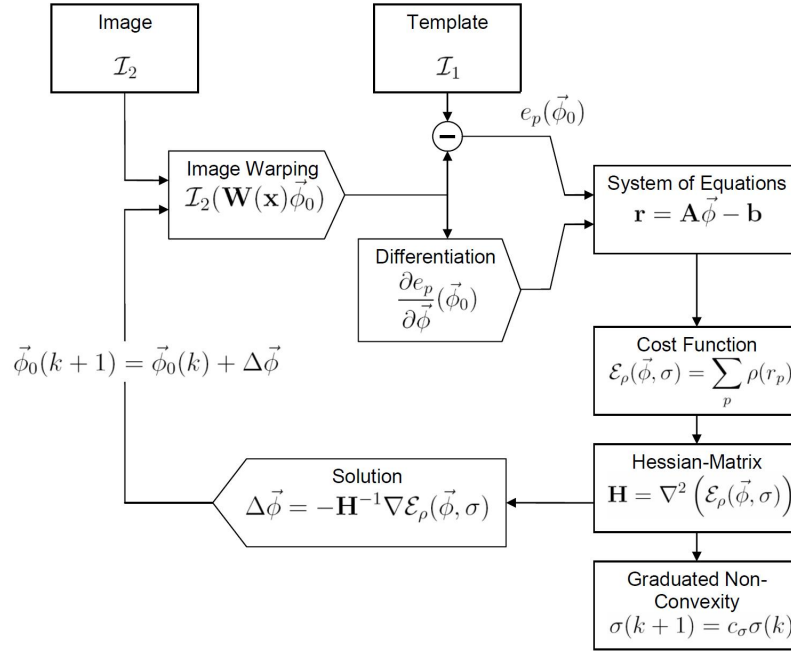 Image
𝓘₂
Template
𝓘₁
e_p(ϕ⃗₀)
−
Image Warping
𝓘₂(𝐖(𝐱)ϕ⃗₀)
System of Equations
𝐫 = 𝐀ϕ⃗ − 𝐛
Differentiation
∂e_p/∂ϕ⃗ (ϕ⃗₀)
ϕ⃗₀(k + 1) = ϕ⃗₀(k) + Δϕ⃗
Cost Function
𝓔_ρ(ϕ⃗, σ) = ∑_p ρ(r_p)
Solution
Δϕ⃗ = −𝐇⁻¹∇𝓔_ρ(ϕ⃗, σ)
Hessian-Matrix
𝐇 = ∇² (𝓔_ρ(ϕ⃗, σ))
Graduated Non-
Convexity
σ(k + 1) = c_σσ(k)